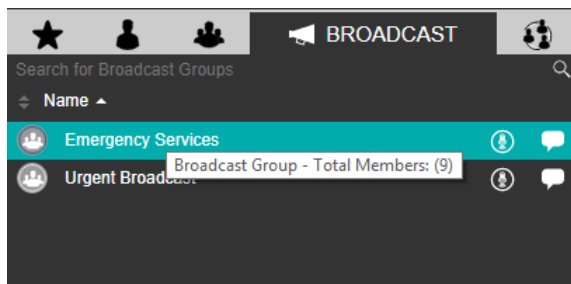 BROADCAST
Search for Broadcast Groups
Name
Emergency Services
Broadcast Group - Total Members: (9)
Urgent Broadcast